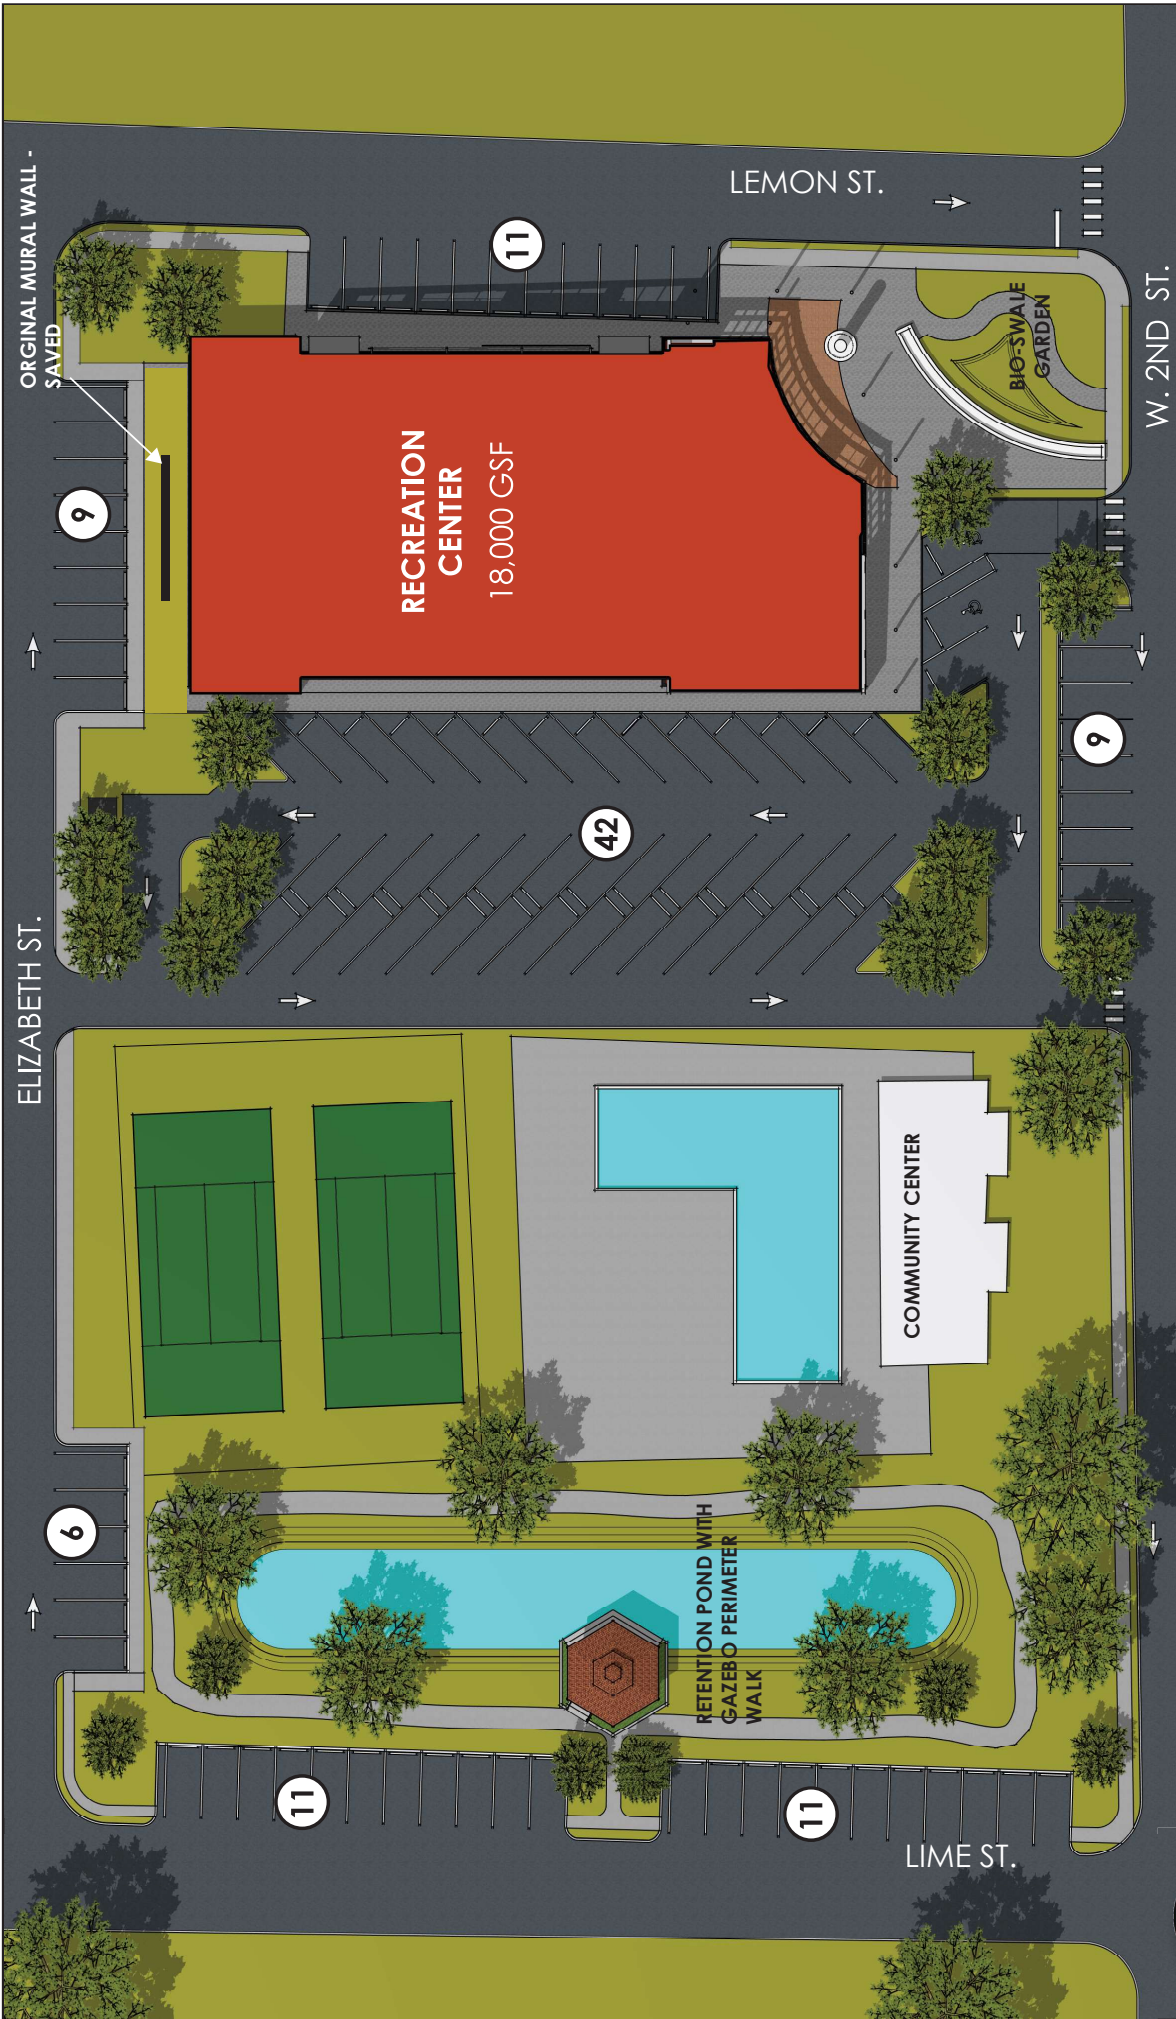 ORGINAL MURAL WALL -
SAVED
LEMON ST.
11
9
RECREATION
CENTER
18,000 GSF
BIO-SWALE
GARDEN
W. 2ND ST.
9
42
ELIZABETH ST.
COMMUNITY CENTER
6
RETENTION POND WITH
GAZEBO PERIMETER
WALK
11
11
LIME ST.